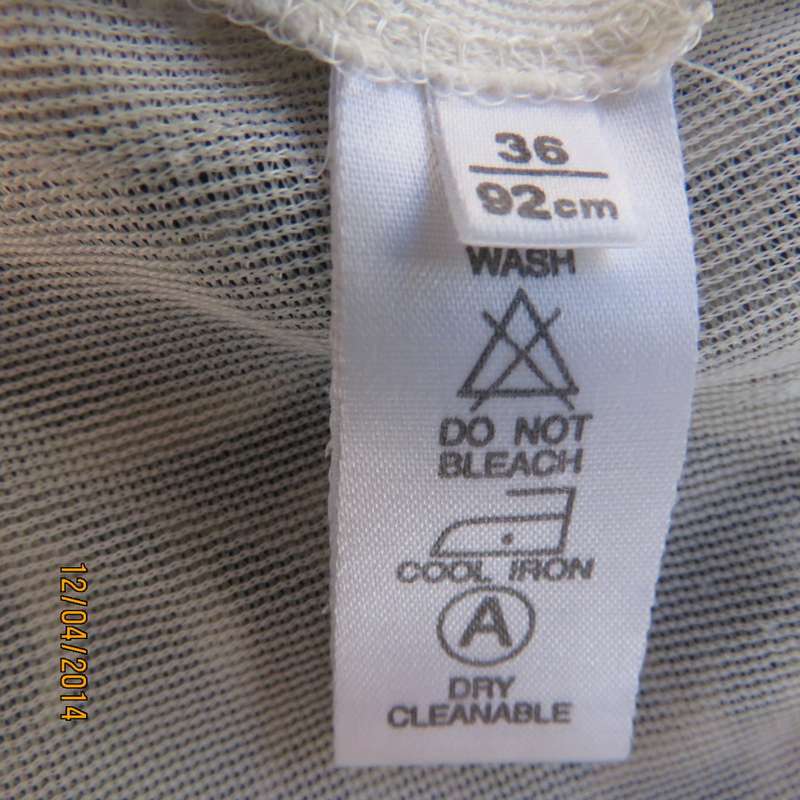 36
92cm
WASH
DO NOT
BLEACH
COOL IRON
A
DRY
CLEANABLE
12/04/2014